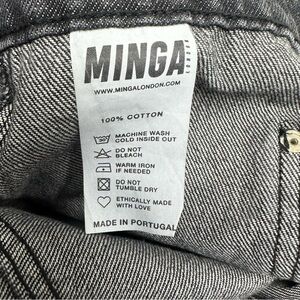 MINGA
LONDON
WWW.MINGALONDON.COM
100% COTTON
MACHINE WASH
COLD INSIDE OUT
DO NOT
BLEACH
WARM IRON
IF NEEDED
DO NOT
TUMBLE DRY
ETHICALLY MADE
WITH LOVE
MADE IN PORTUGAL